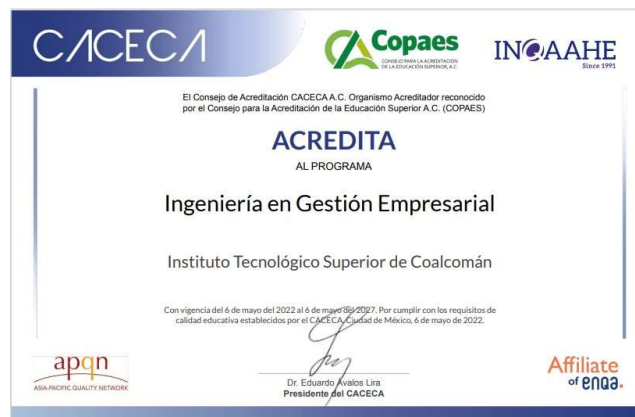 CACECA
Copaes
CONSEJO PARA LA ACREDITACIÓN
DE LA EDUCACIÓN SUPERIOR, A.C.
INQAAHE
Since 1991
El Consejo de Acreditación CACECA A.C. Organismo Acreditador reconocido
por el Consejo para la Acreditación de la Educación Superior A.C. (COPAES)
ACREDITA
AL PROGRAMA
Ingeniería en Gestión Empresarial
Instituto Tecnológico Superior de Coalcomán
Con vigencia del 6 de mayo del 2022 al 6 de mayo del 2027. Por cumplir con los requisitos de
calidad educativa establecidos por el CACECA, Ciudad de México, 6 de mayo de 2022.
apqn
ASIA-PACIFIC QUALITY NETWORK
Dr. Eduardo Avalos Lira
Presidente del CACECA
Affiliate
of enqa.